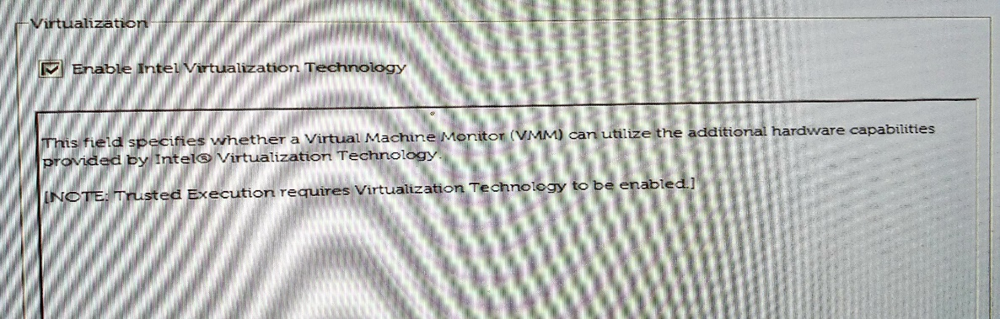 Virtualization
Enable Intel Virtualization Technology
This field specifies whether a Virtual Machine Monitor (VMM) can utilize the additional hardware capabilities
provided by Intel® Virtualization Technology.
[NOTE: Trusted Execution requires Virtualization Technology to be enabled.]